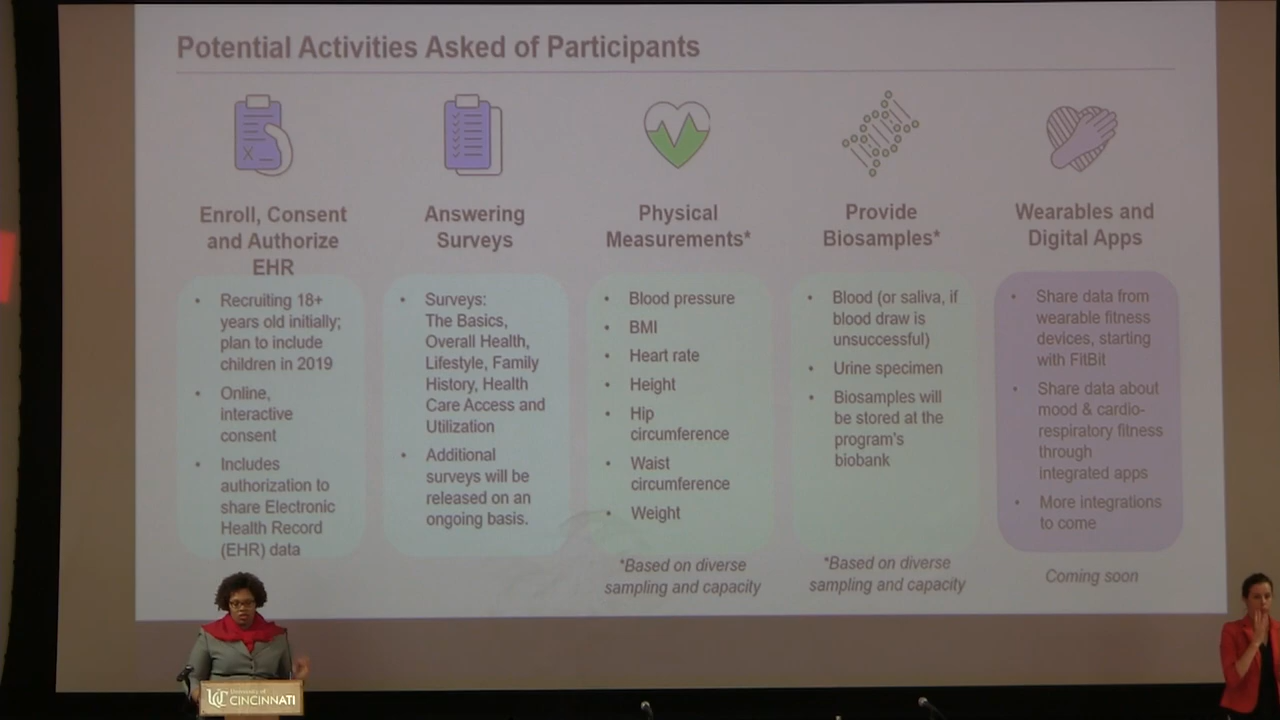 Potential Activities Asked of Participants
Enroll, Consent
and Authorize
EHR
• Recruiting 18+
years old initially;
plan to include
children in 2019
• Online,
interactive
consent
• Includes
authorization to
share Electronic
Health Record
(EHR) data
Answering
Surveys
• Surveys:
The Basics,
Overall Health,
Lifestyle, Family
History, Health
Care Access and
Utilization
• Additional
surveys will be
released on an
ongoing basis.
Physical
Measurements*
• Blood pressure
• BMI
• Heart rate
• Height
• Hip
circumference
• Waist
circumference
• Weight
*Based on diverse
sampling and capacity
Provide
Biosamples*
• Blood (or saliva, if
blood draw is
unsuccessful)
• Urine specimen
• Biosamples will
be stored at the
program's
biobank
*Based on diverse
sampling and capacity
Wearables and
Digital Apps
• Share data from
wearable fitness
devices, starting
with FitBit
• Share data about
mood & cardio-
respiratory fitness
through
integrated apps
• More integrations
to come
Coming soon
UC
University of
CINCINNATI